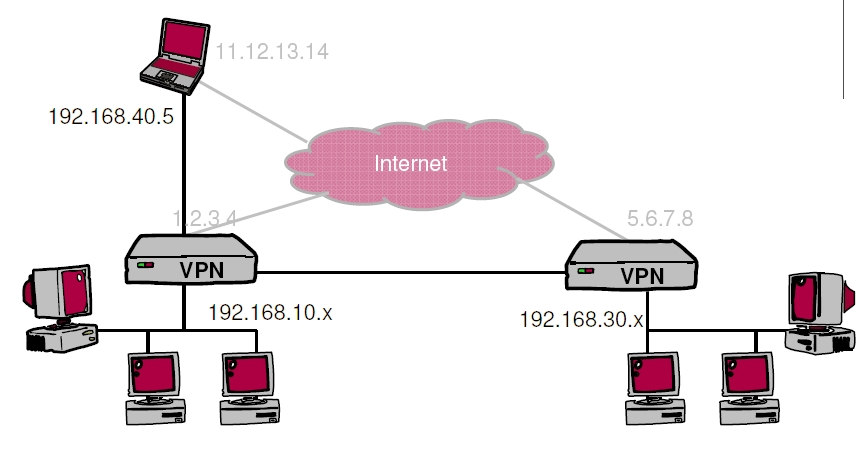 11.12.13.14
192.168.40.5
Internet
1.2.3.4
5.6.7.8
VPN
VPN
192.168.10.x
192.168.30.x